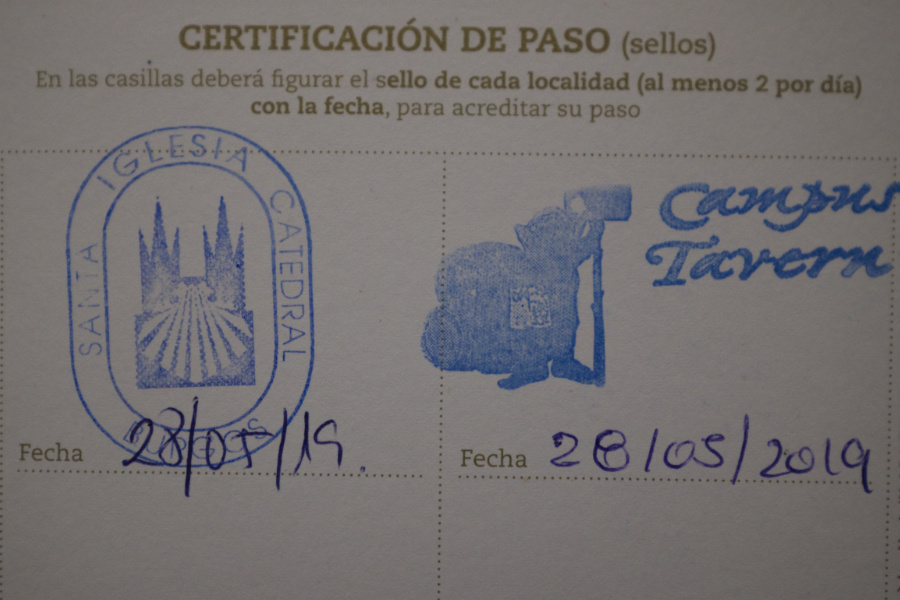 CERTIFICACIÓN DE PASO (sellos)
En las casillas deberá figurar el sello de cada localidad (al menos 2 por día)
con la fecha, para acreditar su paso
SANTA IGLESIA CATEDRAL
BURGOS
Fecha 28/05/19.
Campus
Tavern
Fecha 28/05/2019